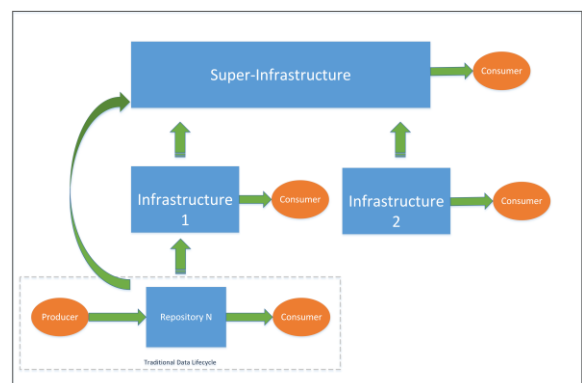 Super-Infrastructure
Consumer
Infrastructure
1
Consumer
Infrastructure
2
Consumer
Producer
Repository N
Consumer
Traditional Data Lifecycle